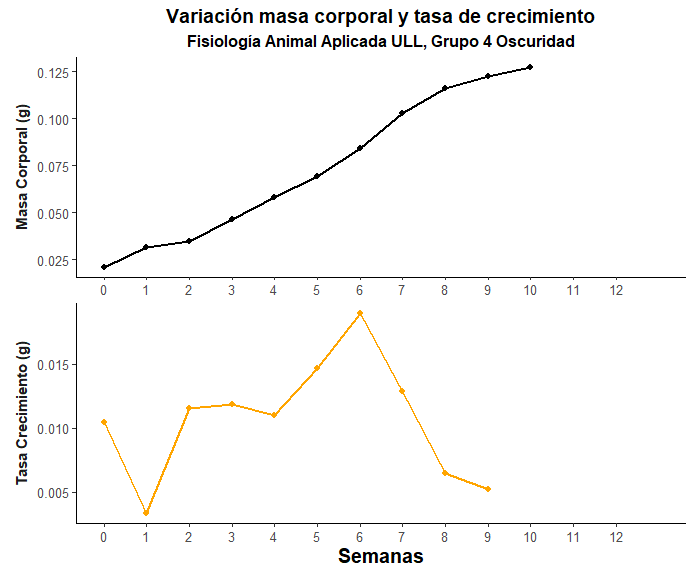 Variación masa corporal y tasa de crecimiento
Fisiología Animal Aplicada ULL, Grupo 4 Oscuridad
Masa Corporal (g)
0.125
0.100
0.075
0.050
0.025
0 1 2 3 4 5 6 7 8 9 10 11 12
Tasa Crecimiento (g)
0.015
0.010
0.005
0 1 2 3 4 5 6 7 8 9 10 11 12
Semanas